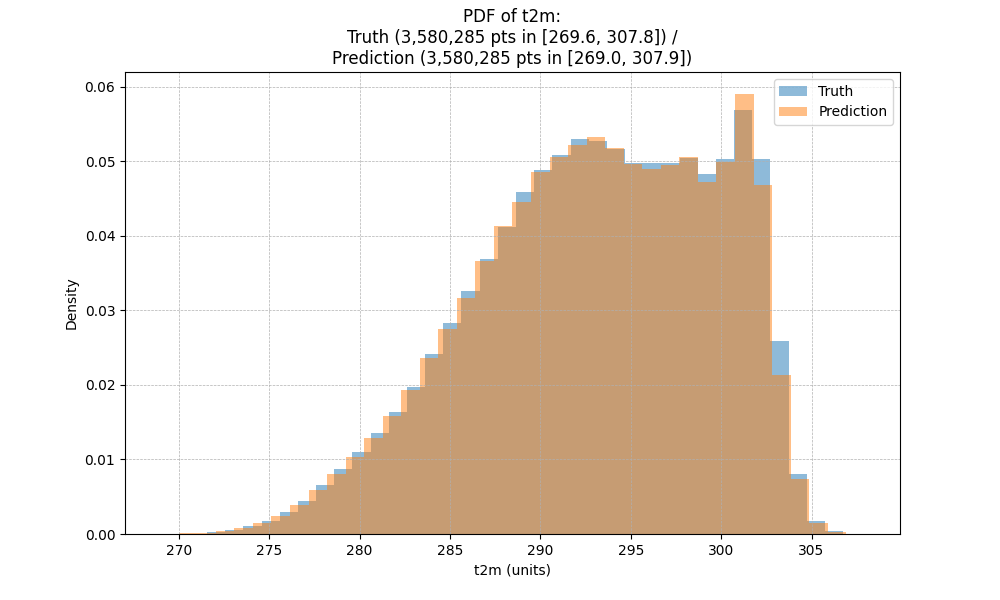 PDF of t2m:
Truth (3,580,285 pts in [269.6, 307.8]) /
Prediction (3,580,285 pts in [269.0, 307.9])
Truth
Prediction
0.06
0.05
0.04
0.03
0.02
0.01
0.00
Density
270
275
280
285
290
295
300
305
t2m (units)